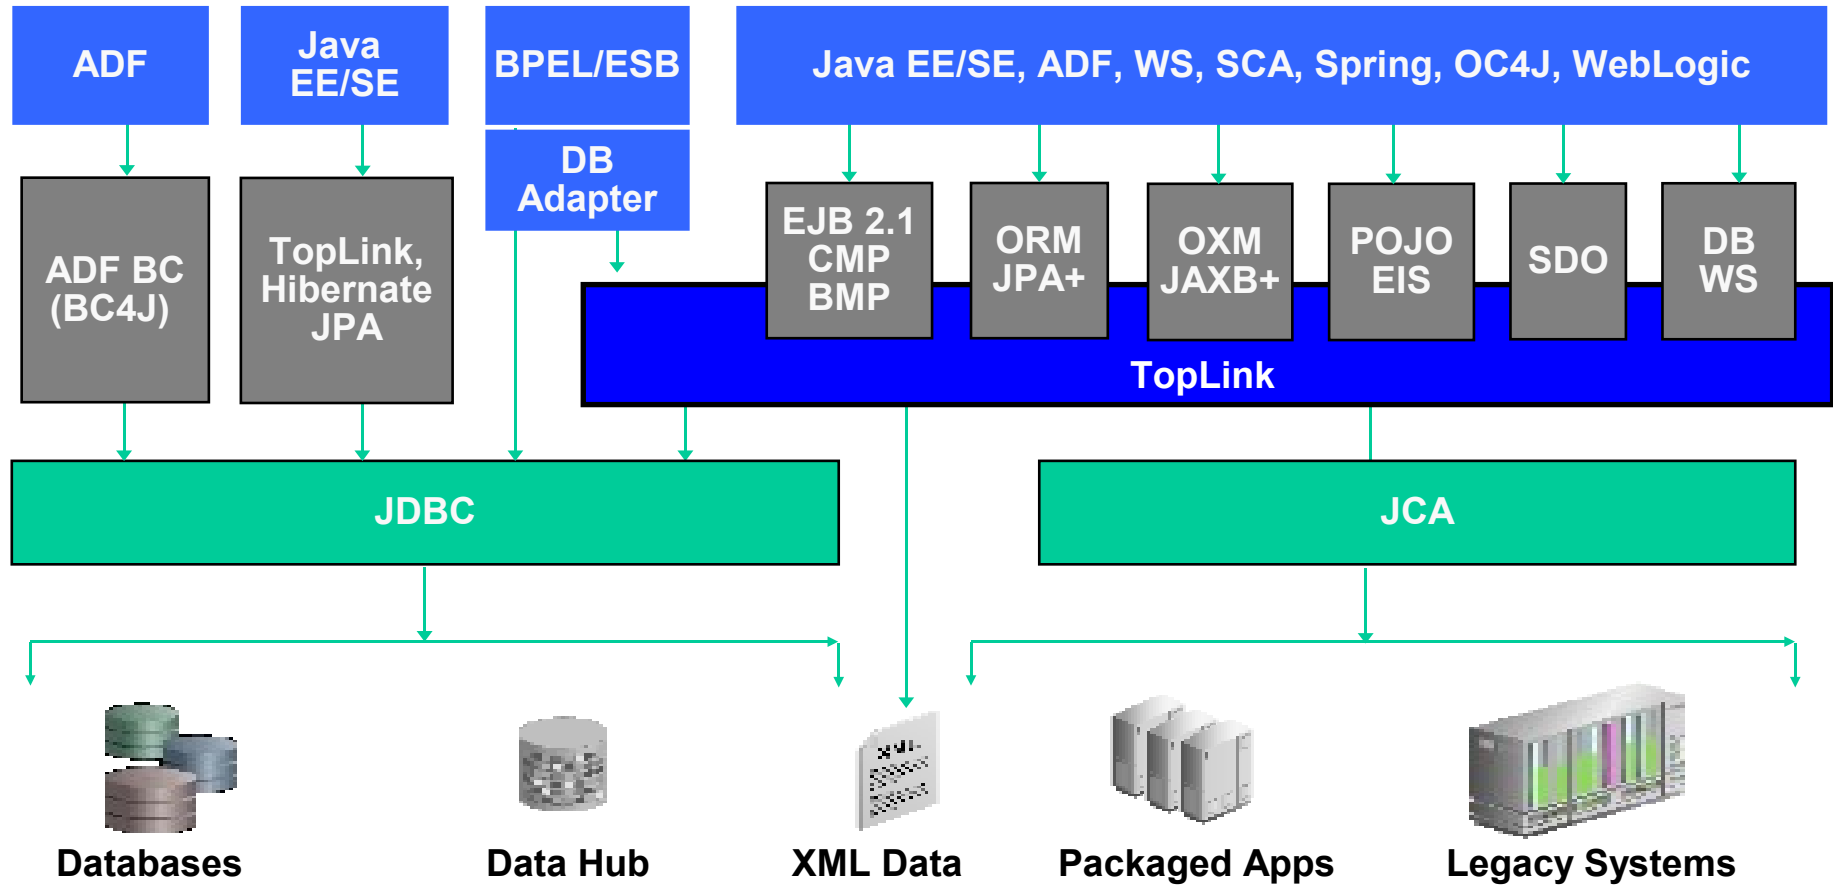 ADF
Java
EE/SE
BPEL/ESB
Java EE/SE, ADF, WS, SCA, Spring, OC4J, WebLogic
DB
Adapter
ADF BC
(BC4J)
TopLink,
Hibernate
JPA
EJB 2.1
CMP
BMP
ORM
JPA+
OXM
JAXB+
POJO
EIS
SDO
DB
WS
TopLink
JDBC
JCA
XML
Databases
Data Hub
XML Data
Packaged Apps
Legacy Systems